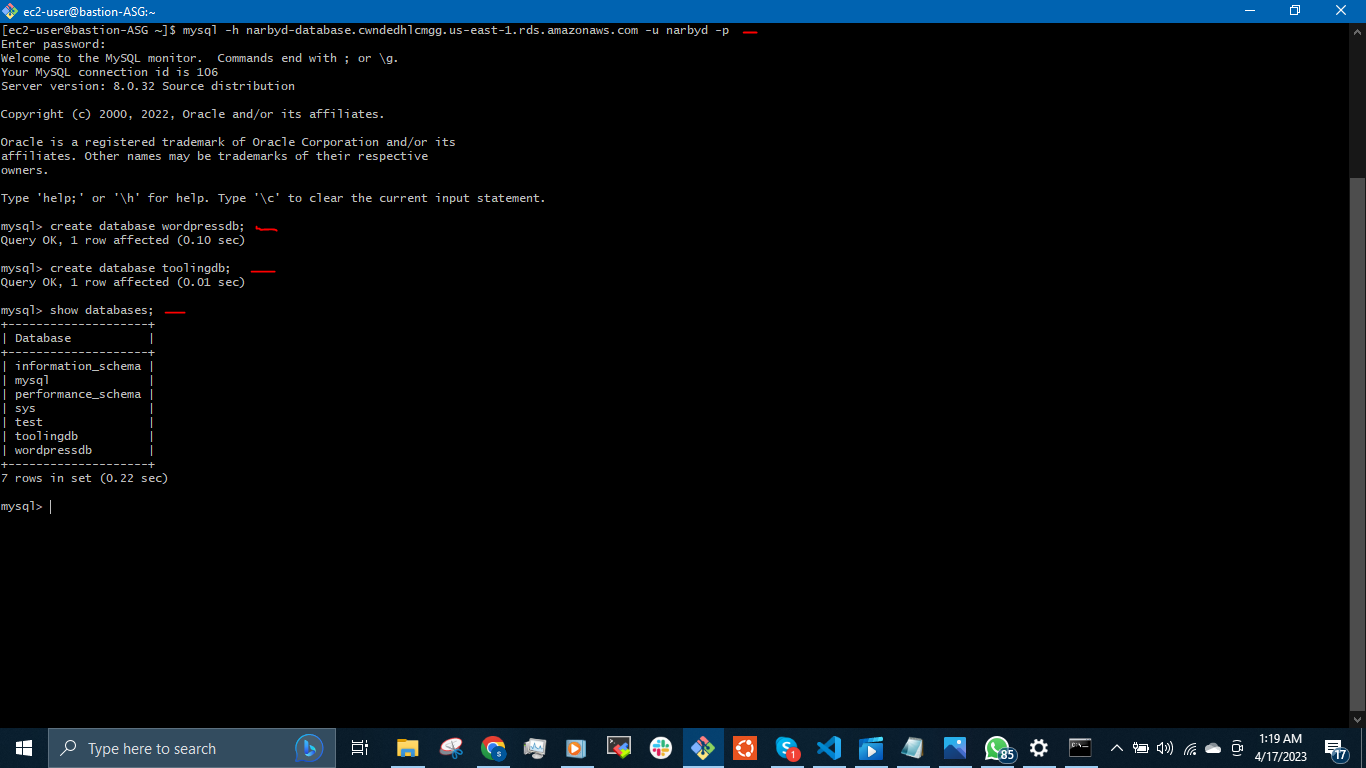 ec2-user@bastion-ASG:~
[ec2-user@bastion-ASG ~]$ mysql -h narbyd-database.cwndedhlcmgg.us-east-1.rds.amazonaws.com -u narbyd -p
Enter password:
Welcome to the MySQL monitor.  Commands end with ; or \g.
Your MySQL connection id is 106
Server version: 8.0.32 Source distribution
Copyright (c) 2000, 2022, Oracle and/or its affiliates.
Oracle is a registered trademark of Oracle Corporation and/or its
affiliates. Other names may be trademarks of their respective
owners.
Type 'help;' or '\h' for help. Type '\c' to clear the current input statement.
mysql> create database wordpressdb;
Query OK, 1 row affected (0.10 sec)
mysql> create database toolingdb;
Query OK, 1 row affected (0.01 sec)
mysql> show databases;
+--------------------+
| Database           |
+--------------------+
| information_schema |
| mysql              |
| performance_schema |
| sys                |
| test               |
| toolingdb          |
| wordpressdb        |
+--------------------+
7 rows in set (0.22 sec)
mysql>
Type here to search
S
1
85
C:\_
1:19 AM
4/17/2023
17